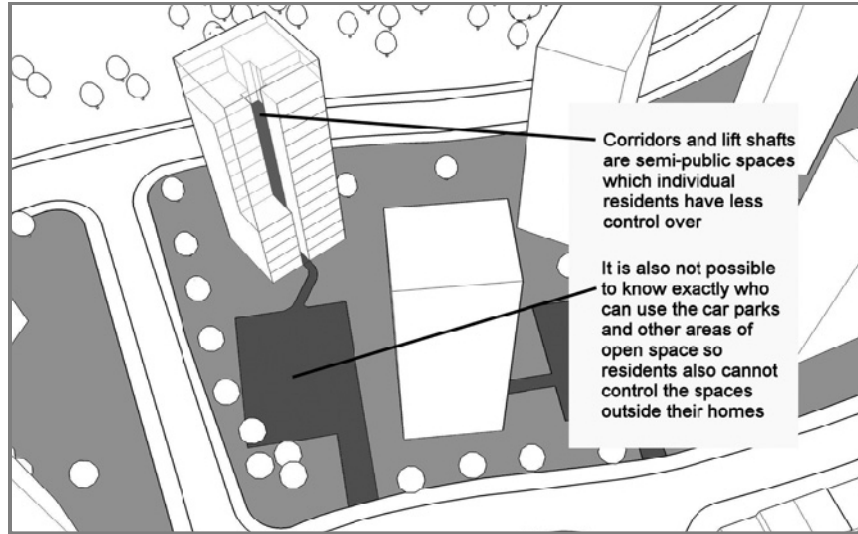 Corridors and lift shafts
are semi-public spaces
which individual
residents have less
control over
It is also not possible
to know exactly who
can use the car parks
and other areas of
open space so
residents also cannot
control the spaces
outside their homes